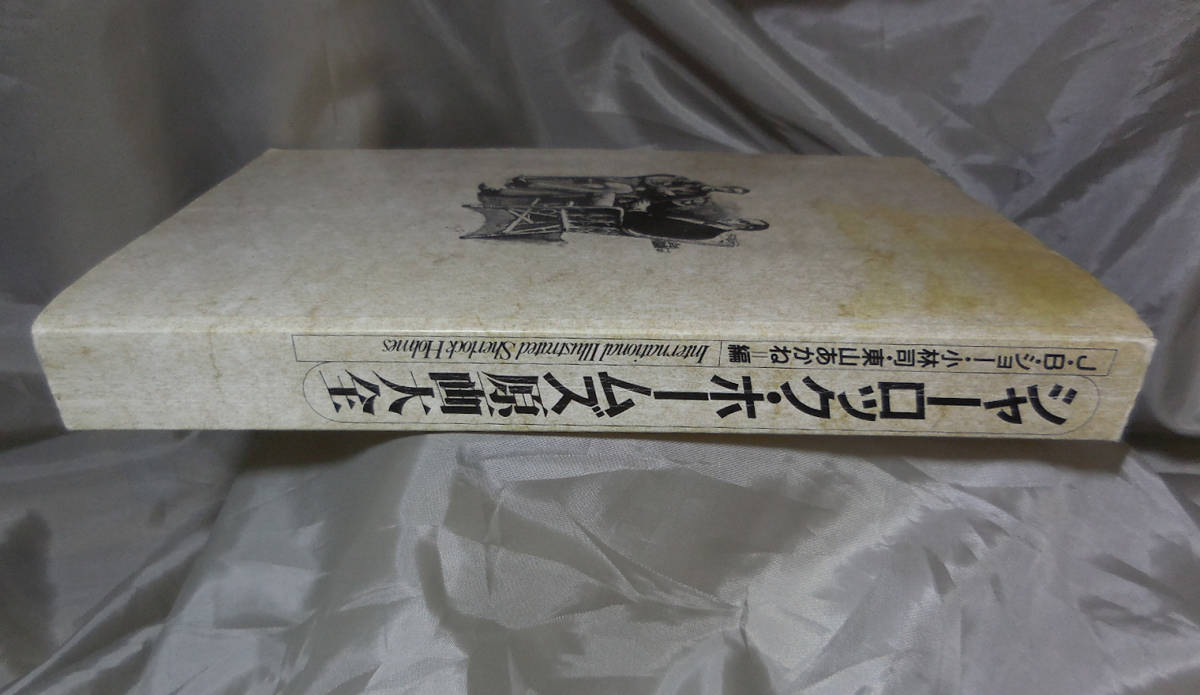 シャーロック・ホームズ原画大全
J・B・ショー・小林司・東山あかね＝編
International Illustrated Sherlock Holmes